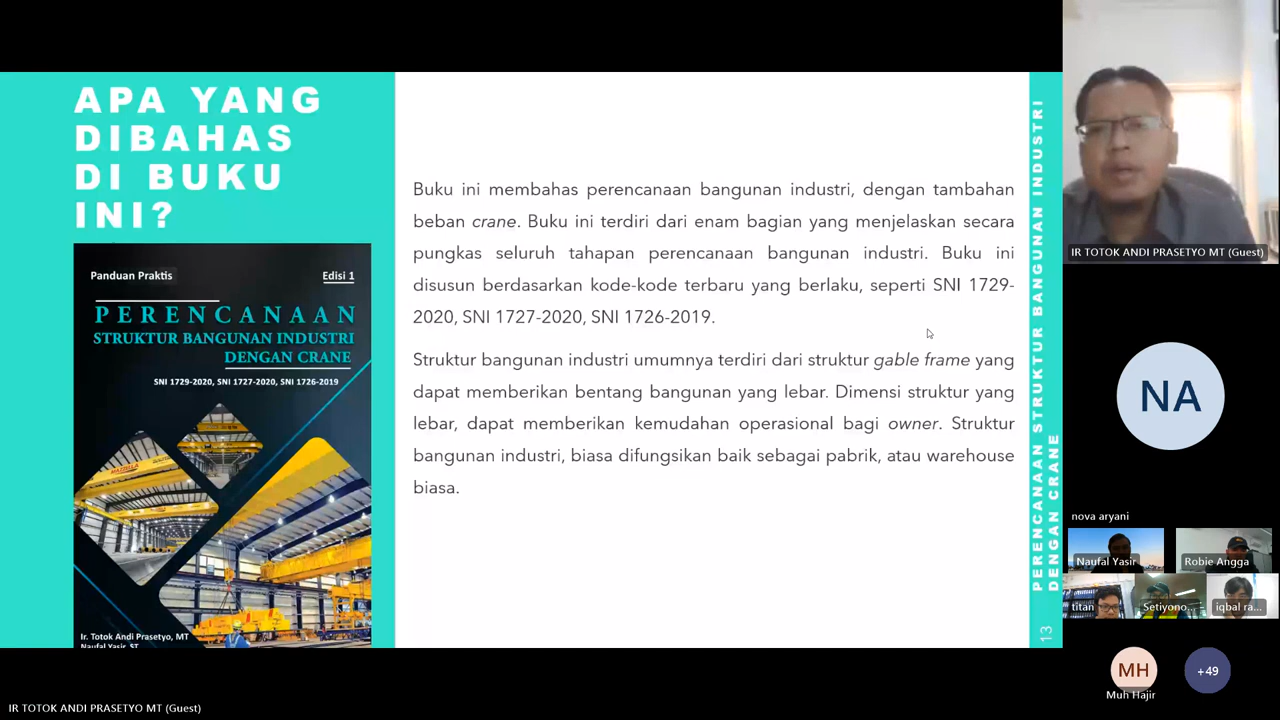 APA YANG
DIBAHAS
DI BUKU
INI?
Panduan Praktis
Edisi 1
PERENCANAAN
STRUKTUR BANGUNAN INDUSTRI
DENGAN CRANE
SNI 1729-2020, SNI 1727-2020, SNI 1726-2019
Ir. Totok Andi Prasetyo, MT
Naufal Yasir, ST
Buku ini membahas perencanaan bangunan industri, dengan tambahan
beban crane. Buku ini terdiri dari enam bagian yang menjelaskan secara
pungkas seluruh tahapan perencanaan bangunan industri. Buku ini
disusun berdasarkan kode-kode terbaru yang berlaku, seperti SNI 1729-
2020, SNI 1727-2020, SNI 1726-2019.
Struktur bangunan industri umumnya terdiri dari struktur gable frame yang
dapat memberikan bentang bangunan yang lebar. Dimensi struktur yang
lebar, dapat memberikan kemudahan operasional bagi owner. Struktur
bangunan industri, biasa difungsikan baik sebagai pabrik, atau warehouse
biasa.
PERENCANAAN STRUKTUR BANGUNAN INDUSTRI
DENGAN CRANE
13
IR TOTOK ANDI PRASETYO MT (Guest)
NA
nova aryani
Naufal Yasir
Robie Angga
titan
Setiyono...
iqbal ra...
MH
+49
Muh Hajir
IR TOTOK ANDI PRASETYO MT (Guest)